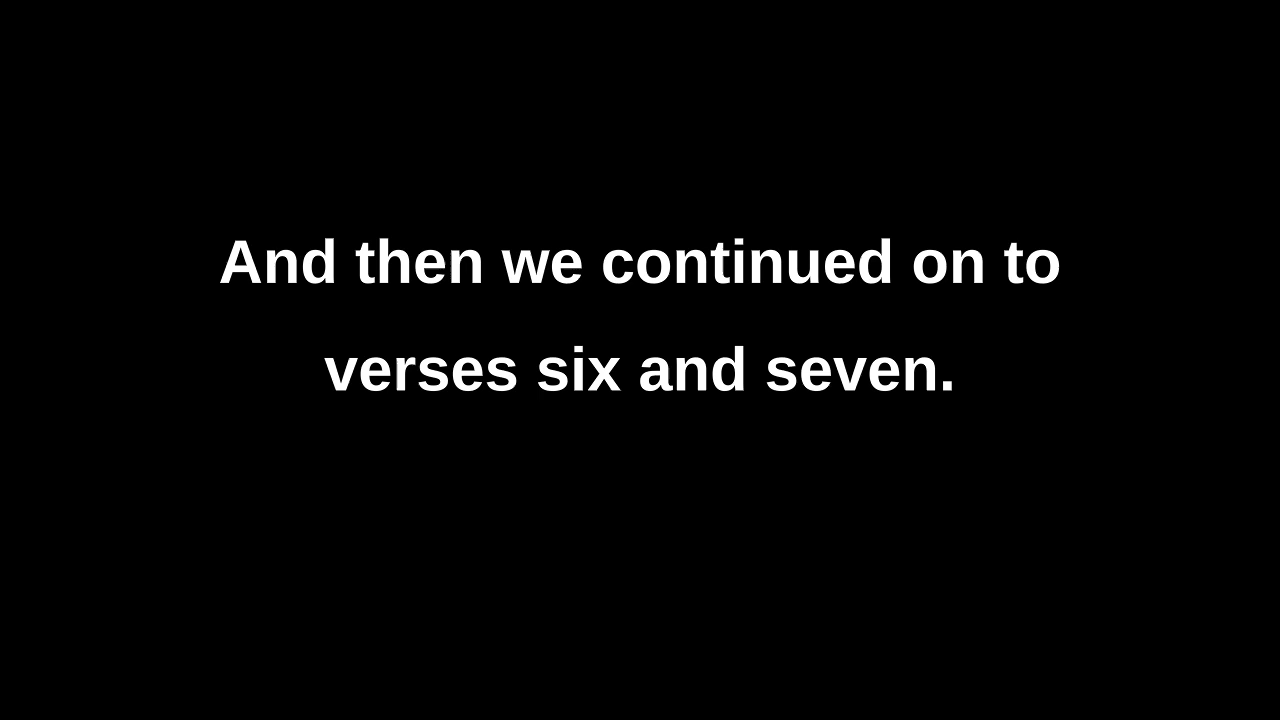 And then we continued on to
verses six and seven.